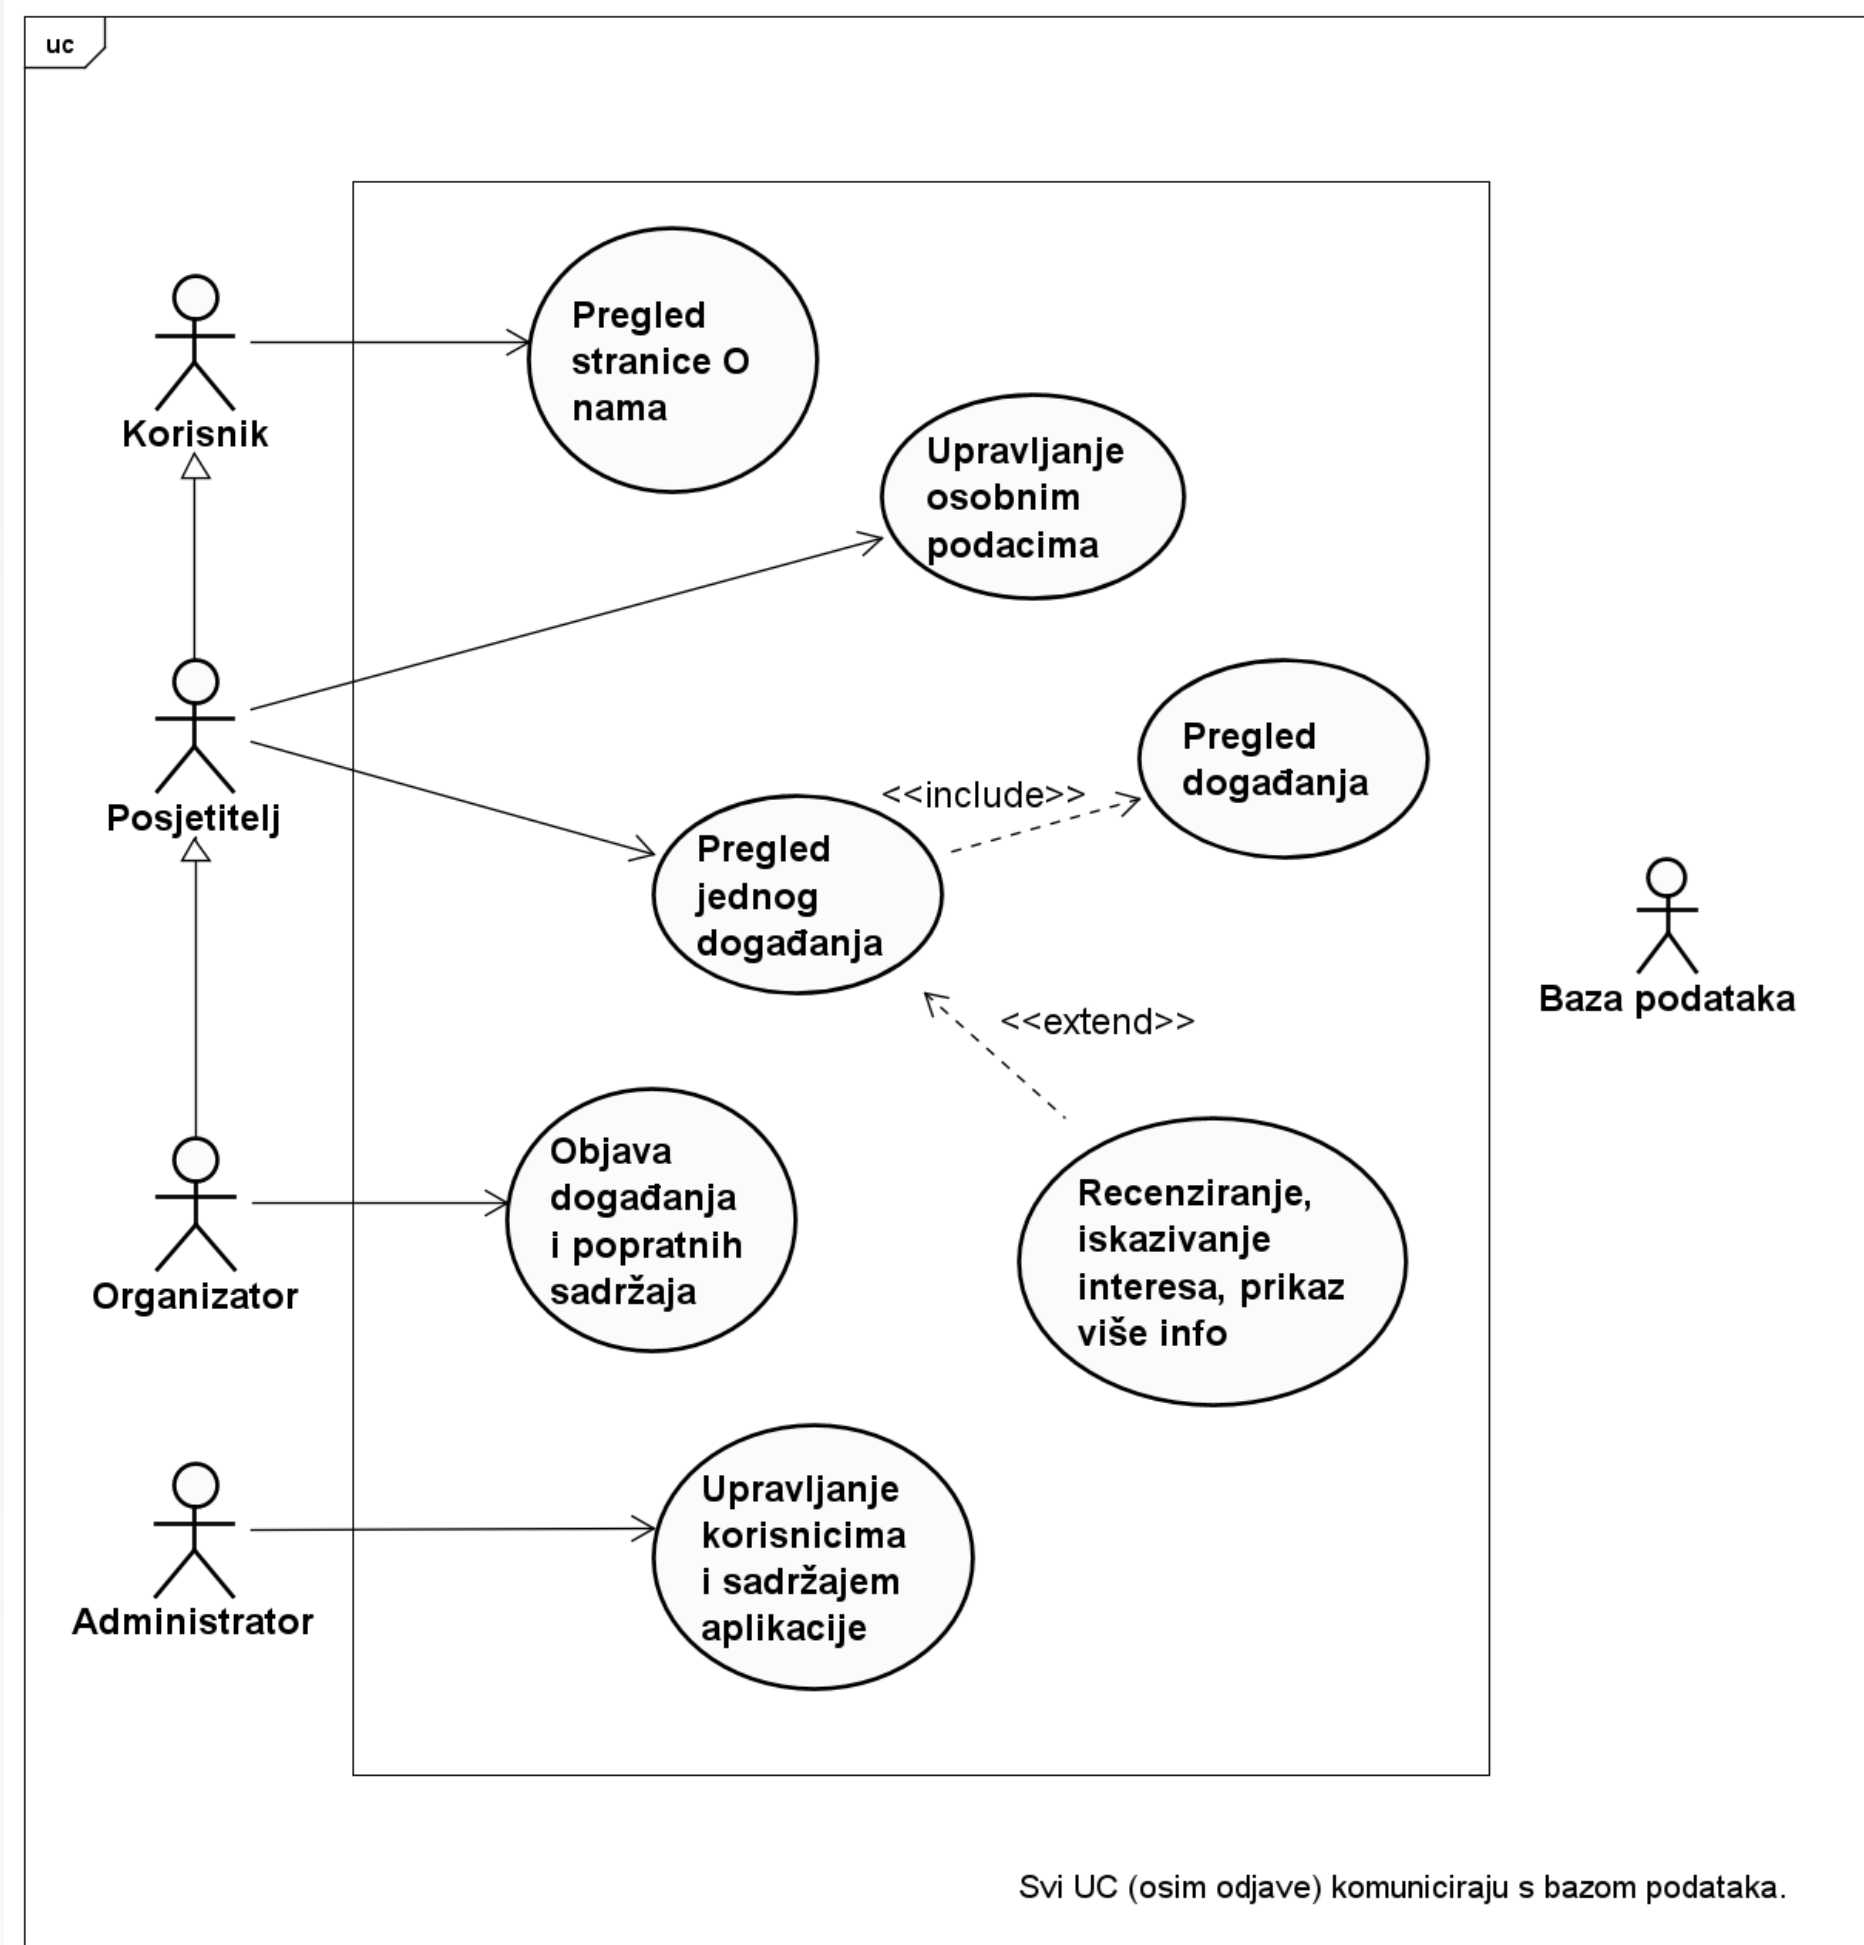 uc
Pregled
stranice O
nama
Korisnik
Upravljanje
osobnim
podacima
Pregled
događanja
<<include>>
Posjetitelj
Pregled
jednog
događanja
Baza podataka
<<extend>>
Objava
događanja
i popratnih
sadržaja
Recenziranje,
iskazivanje
interesa, prikaz
više info
Organizator
Upravljanje
korisnicima
i sadržajem
aplikacije
Administrator
Svi UC (osim odjave) komuniciraju s bazom podataka.